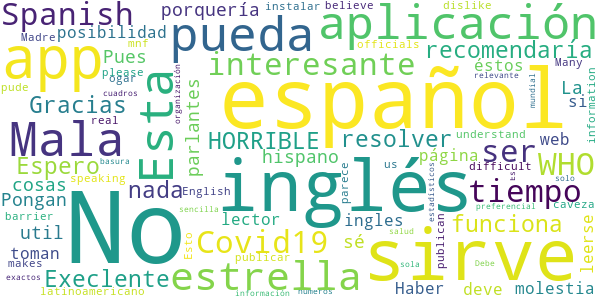 Spanish porquería instalar believe dislike
posibilidad pueda aplicación
Madre mnf officials
app Pues interesante recomendaría
please Esta éstos Many
pude ogar La
cuadros organización parlantes español si information relevante
Gracias
real
Mala HORRIBLE resolver ser web
basura hispano understand mundial
Espero speaking nada inglés página difficult WHO
cosas English us parece estadísticos Es solo
Pongan No sirve tiempo
barrier sencilla lector ingles publican preferencial caveza
util Covid19 sé funciona leerse
toman Esto salud Debe
makes publicar sola
Execlente estrella Haber deve molestia
latinoamericano
exactos información números